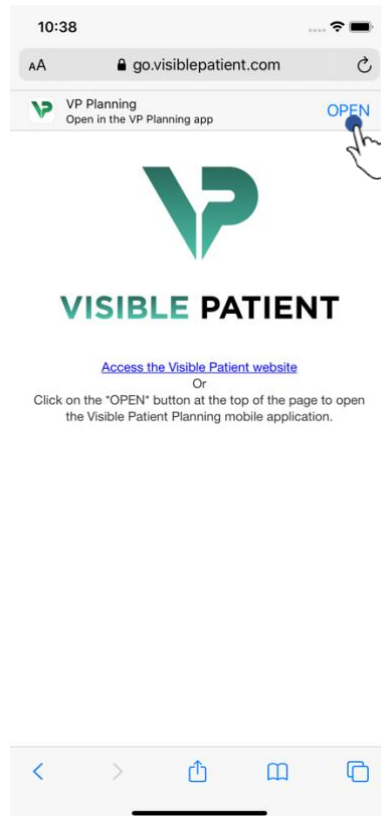 10:38
AA
go.visiblepatient.com
VP Planning
Open in the VP Planning app
OPEN
VP
VISIBLE PATIENT
Access the Visible Patient website
Or
Click on the "OPEN" button at the top of the page to open
the Visible Patient Planning mobile application.